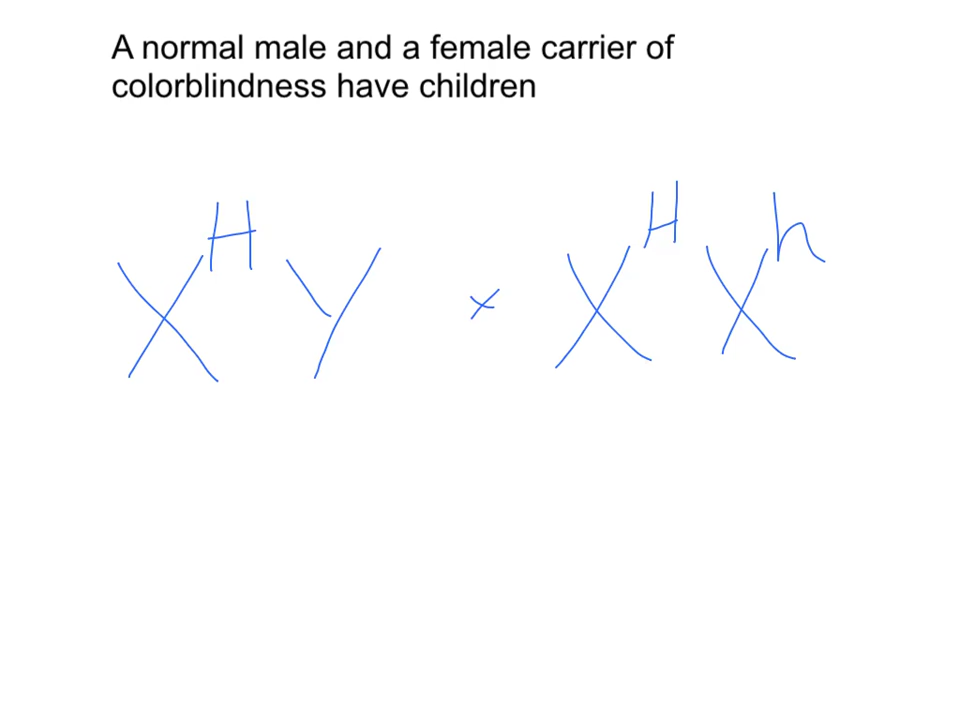 A normal male and a female carrier of
colorblindness have children
X^H Y × X^H X^h